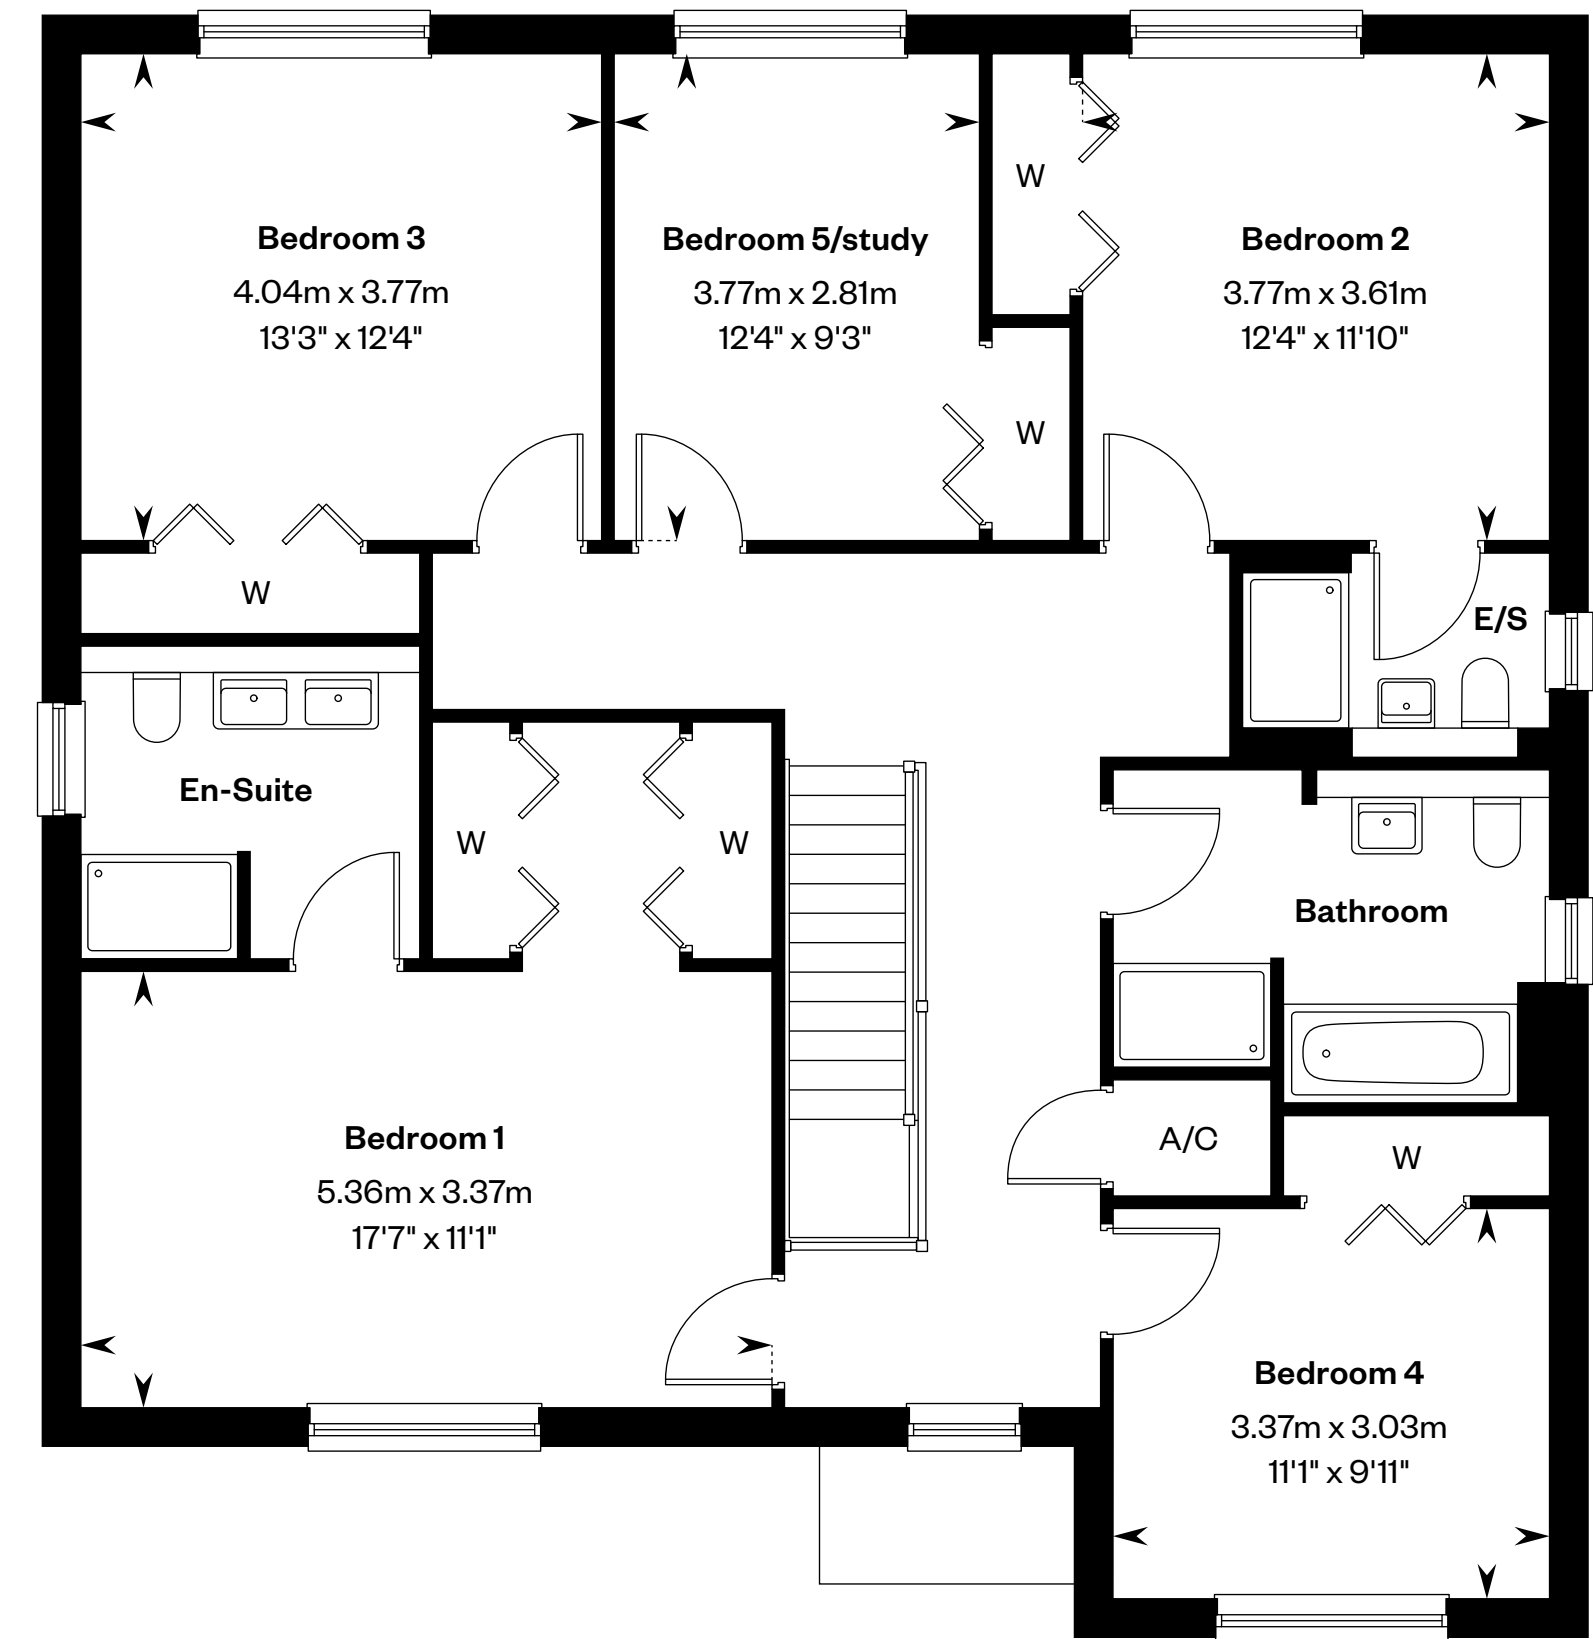 Bedroom 3
4.04m x 3.77m
13'3" x 12'4"
Bedroom 5/study
3.77m x 2.81m
12'4" x 9'3"
W
Bedroom 2
3.77m x 3.61m
12'4" x 11'10"
W
W
E/S
En-Suite
W
W
Bathroom
Bedroom 1
5.36m x 3.37m
17'7" x 11'1"
A/C
W
Bedroom 4
3.37m x 3.03m
11'1" x 9'11"